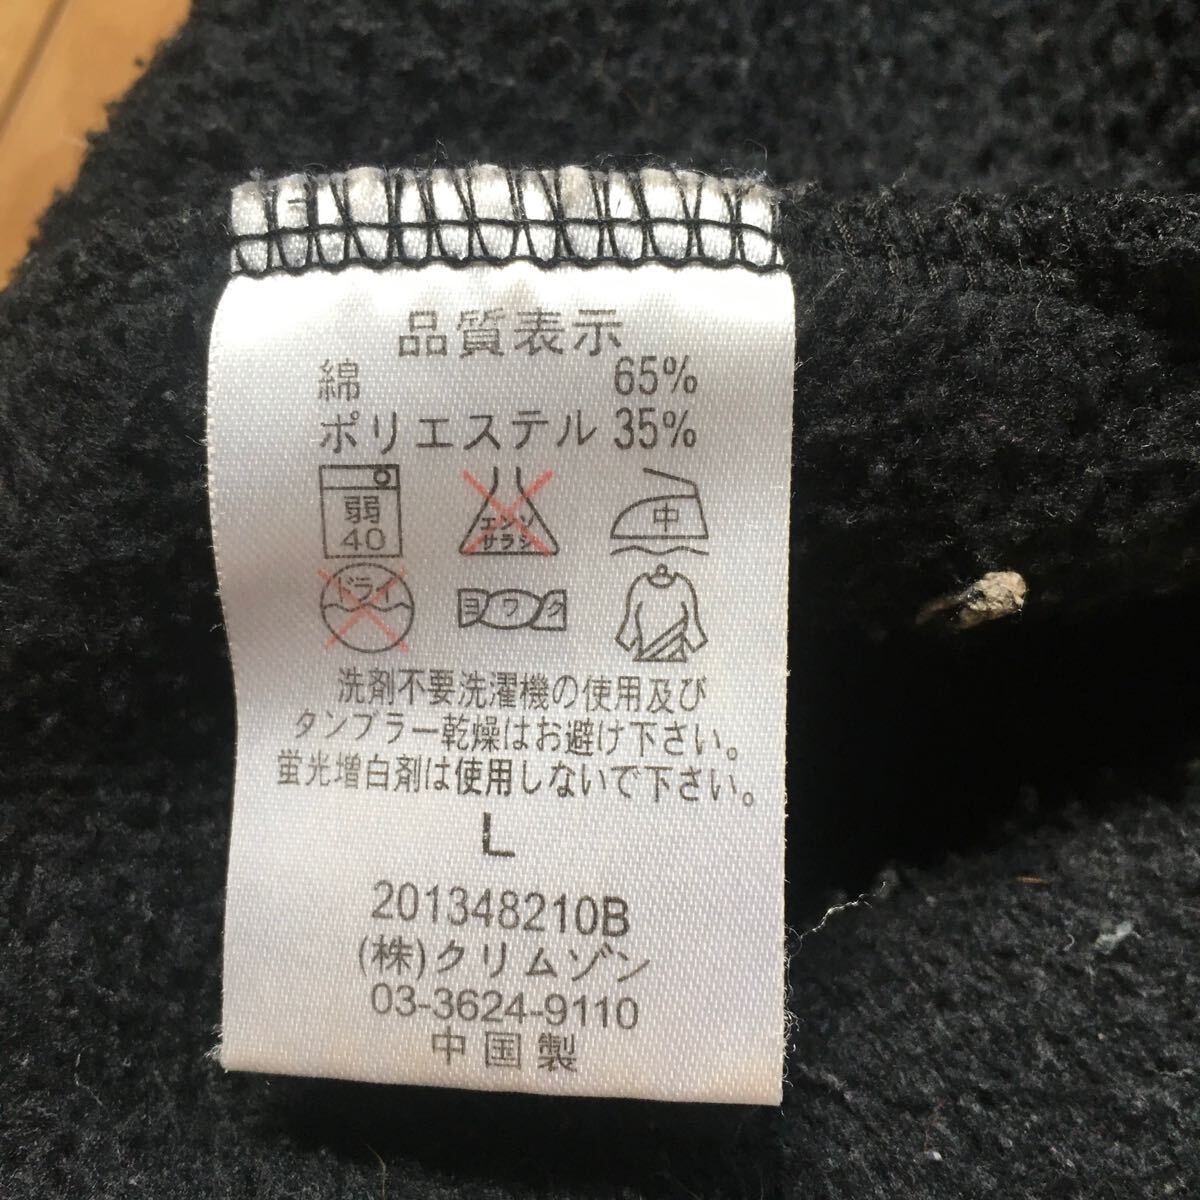 品質表示
綿 65%
ポリエステル 35%
弱
40
エンソ
サラシ
中
ドライ
ヨワク
洗剤不要洗濯機の使用及び
タンブラー乾燥はお避け下さい。
蛍光増白剤は使用しないで下さい。
L
201348210B
(株)クリムゾン
03-3624-9110
中国製